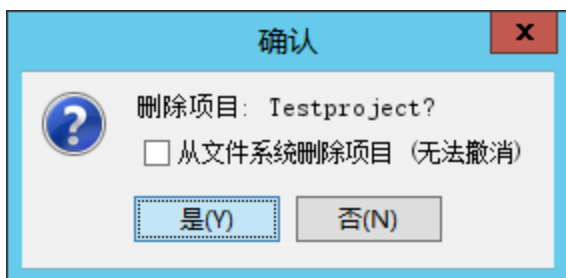 确认
x
删除项目: Testproject?
从文件系统删除项目 (无法撤消)
是(Y)
否(N)